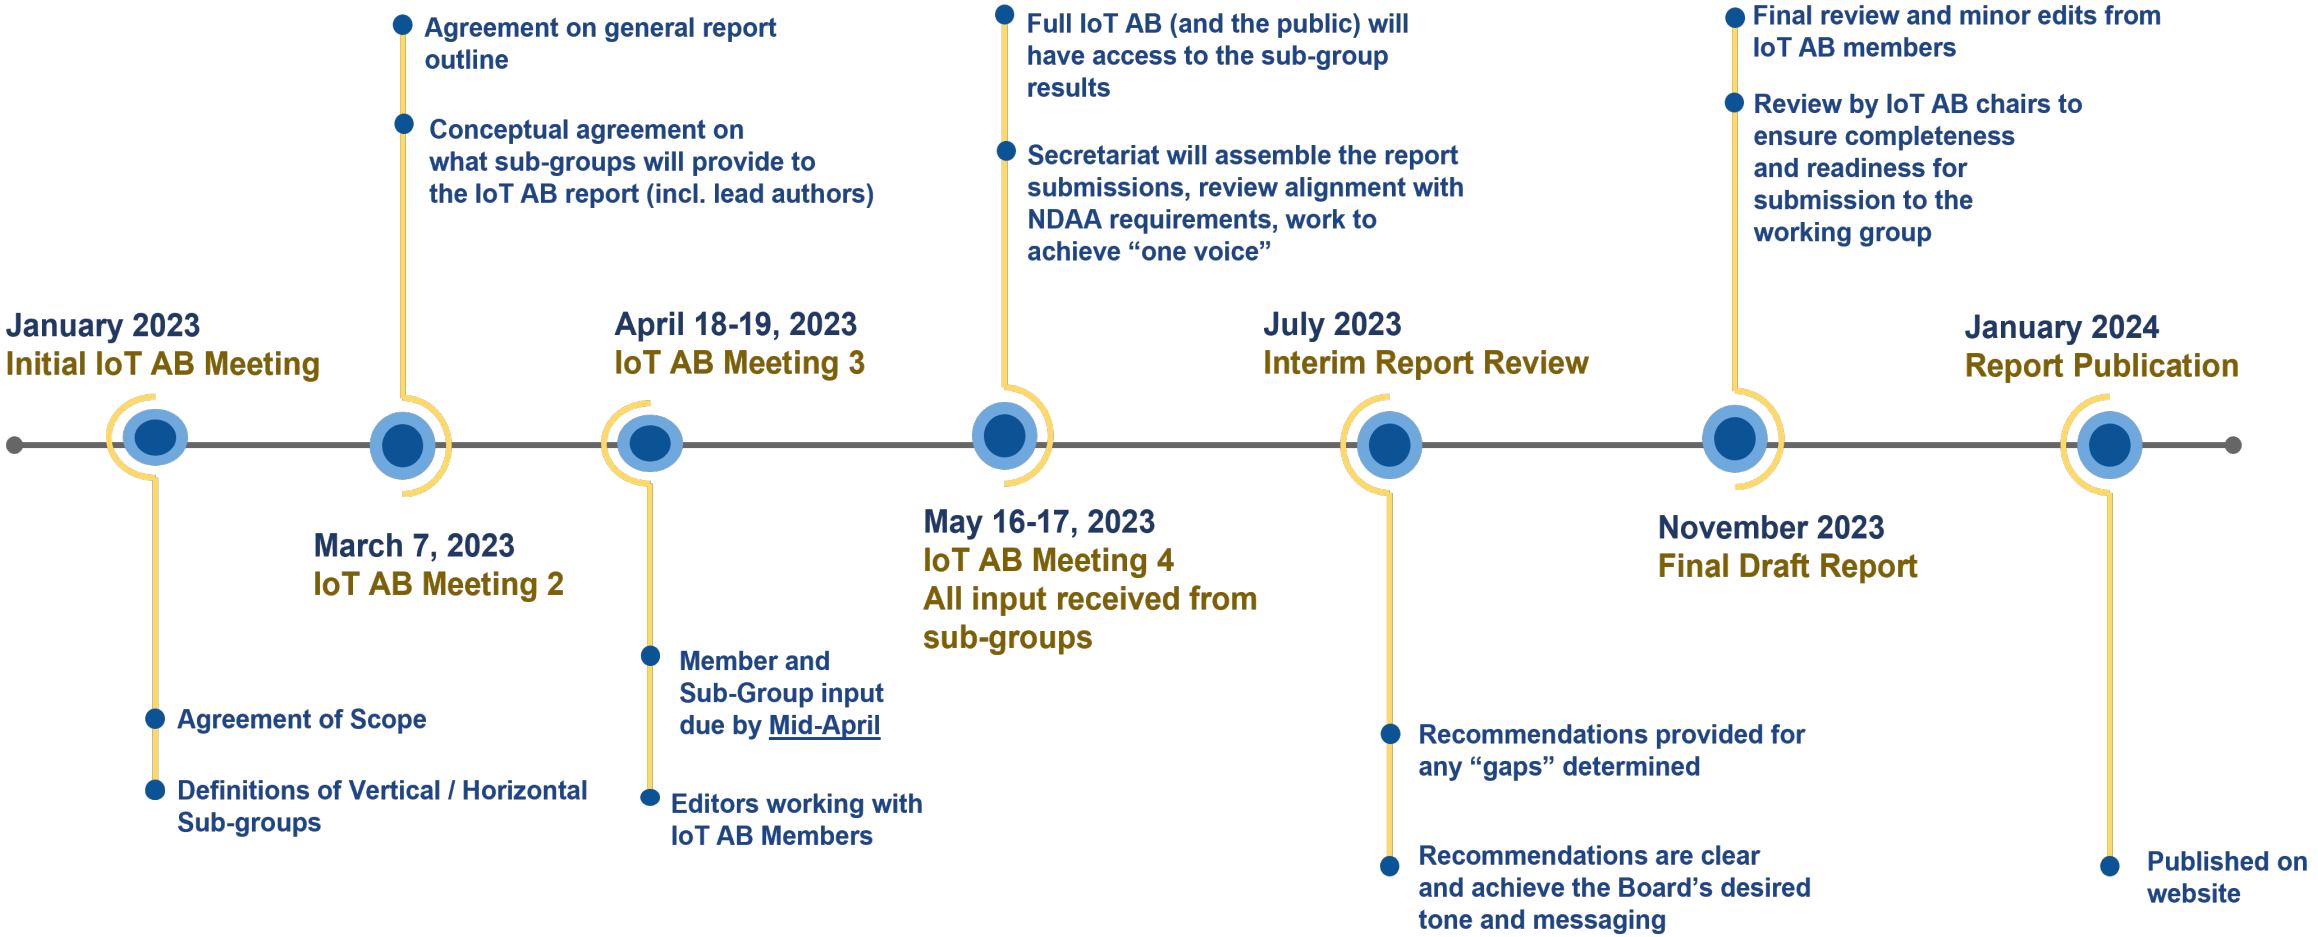 January 2023
Initial IoT AB Meeting
Agreement of Scope
Definitions of Vertical / Horizontal
Sub-groups
Agreement on general report
outline
Conceptual agreement on
what sub-groups will provide to
the IoT AB report (incl. lead authors)
March 7, 2023
IoT AB Meeting 2
April 18-19, 2023
IoT AB Meeting 3
Member and
Sub-Group input
due by Mid-April
Editors working with
IoT AB Members
Full IoT AB (and the public) will
have access to the sub-group
results
Secretariat will assemble the report
submissions, review alignment with
NDAA requirements, work to
achieve “one voice”
May 16-17, 2023
IoT AB Meeting 4
All input received from
sub-groups
July 2023
Interim Report Review
Recommendations provided for
any “gaps” determined
Recommendations are clear
and achieve the Board’s desired
tone and messaging
Final review and minor edits from
IoT AB members
Review by IoT AB chairs to
ensure completeness
and readiness for
submission to the
working group
November 2023
Final Draft Report
January 2024
Report Publication
Published on
website